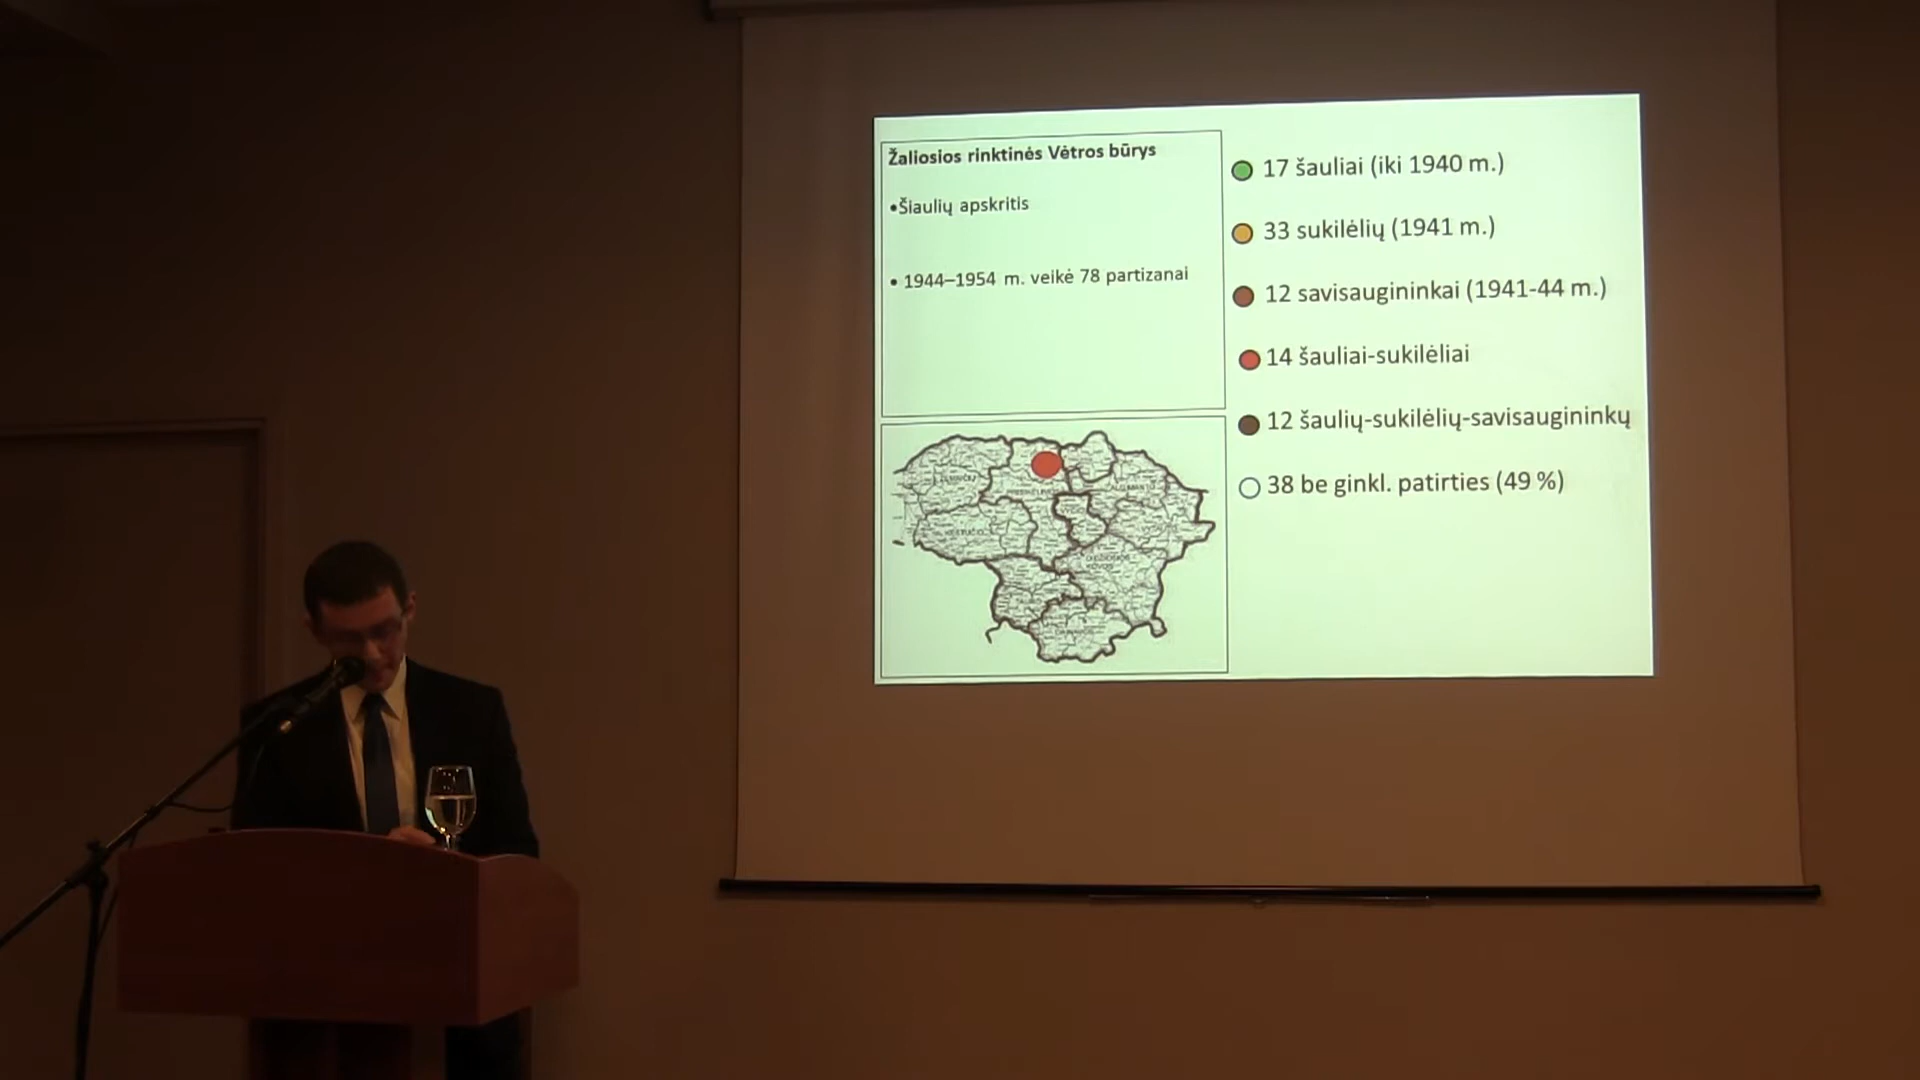 Žaliosios rinktinės Vėtros būrys
•Šiaulių apskritis
• 1944–1954 m. veikė 78 partizanai
17 šauliai (iki 1940 m.)
33 sukilėlių (1941 m.)
12 savisaugininkai (1941-44 m.)
14 šauliai-sukilėliai
12 šaulių-sukilėlių-savisaugininkų
38 be ginkl. patirties (49 %)